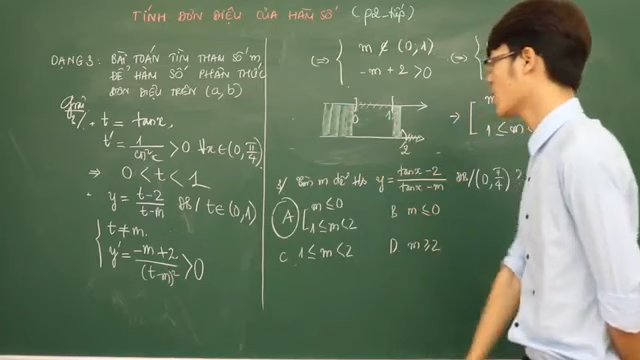 TÍNH ĐƠN ĐIỆU CỦA HÀM SỐ (p2-tiếp)
DẠNG 3: BÀI TOÁN TÌM THAM SỐ m
ĐỂ HÀM SỐ PHÂN THỨC
ĐƠN ĐIỆU TRÊN (a,b)
+ t = tanx,
t' = 1/cos²x > 0 ∀x ∈ (0, π/4)
⇒ 0 < t < 1
y = (t-2)/(t-m) ĐB/ t ∈ (0,1)
{ t ≠ m.
y' = (-m+2)/(t-m)² > 0
(⇒ { m ∉ (0,1) (⇒ {
-m + 2 > 0
0 1
2
⇒ [ m
1 ≤ m <
3/ Tìm m để h/s y = (tanx-2)/(tanx-m) ĐB/(0, π/4)?
A [ m ≤ 0
1 ≤ m < 2
B. m ≤ 0
C. 1 ≤ m < 2
D. m ≥ 2